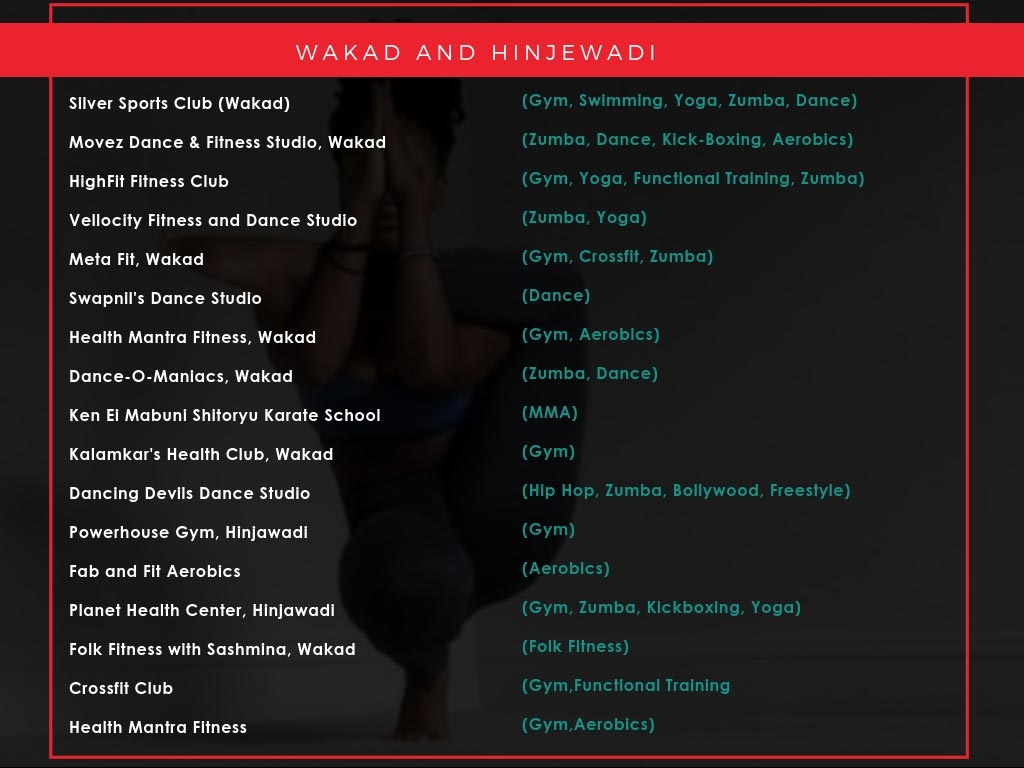 WAKAD AND HINJEWADI
Silver Sports Club (Wakad) (Gym, Swimming, Yoga, Zumba, Dance)
Movez Dance & Fitness Studio, Wakad (Zumba, Dance, Kick-Boxing, Aerobics)
HighFit Fitness Club (Gym, Yoga, Functional Training, Zumba)
Vellocity Fitness and Dance Studio (Zumba, Yoga)
Meta Fit, Wakad (Gym, Crossfit, Zumba)
Swapnil's Dance Studio (Dance)
Health Mantra Fitness, Wakad (Gym, Aerobics)
Dance-O-Maniacs, Wakad (Zumba, Dance)
Ken Ei Mabuni Shitoryu Karate School (MMA)
Kalamkar's Health Club, Wakad (Gym)
Dancing Devils Dance Studio (Hip Hop, Zumba, Bollywood, Freestyle)
Powerhouse Gym, Hinjawadi (Gym)
Fab and Fit Aerobics (Aerobics)
Planet Health Center, Hinjawadi (Gym, Zumba, Kickboxing, Yoga)
Folk Fitness with Sashmina, Wakad (Folk Fitness)
Crossfit Club (Gym,Functional Training
Health Mantra Fitness (Gym,Aerobics)